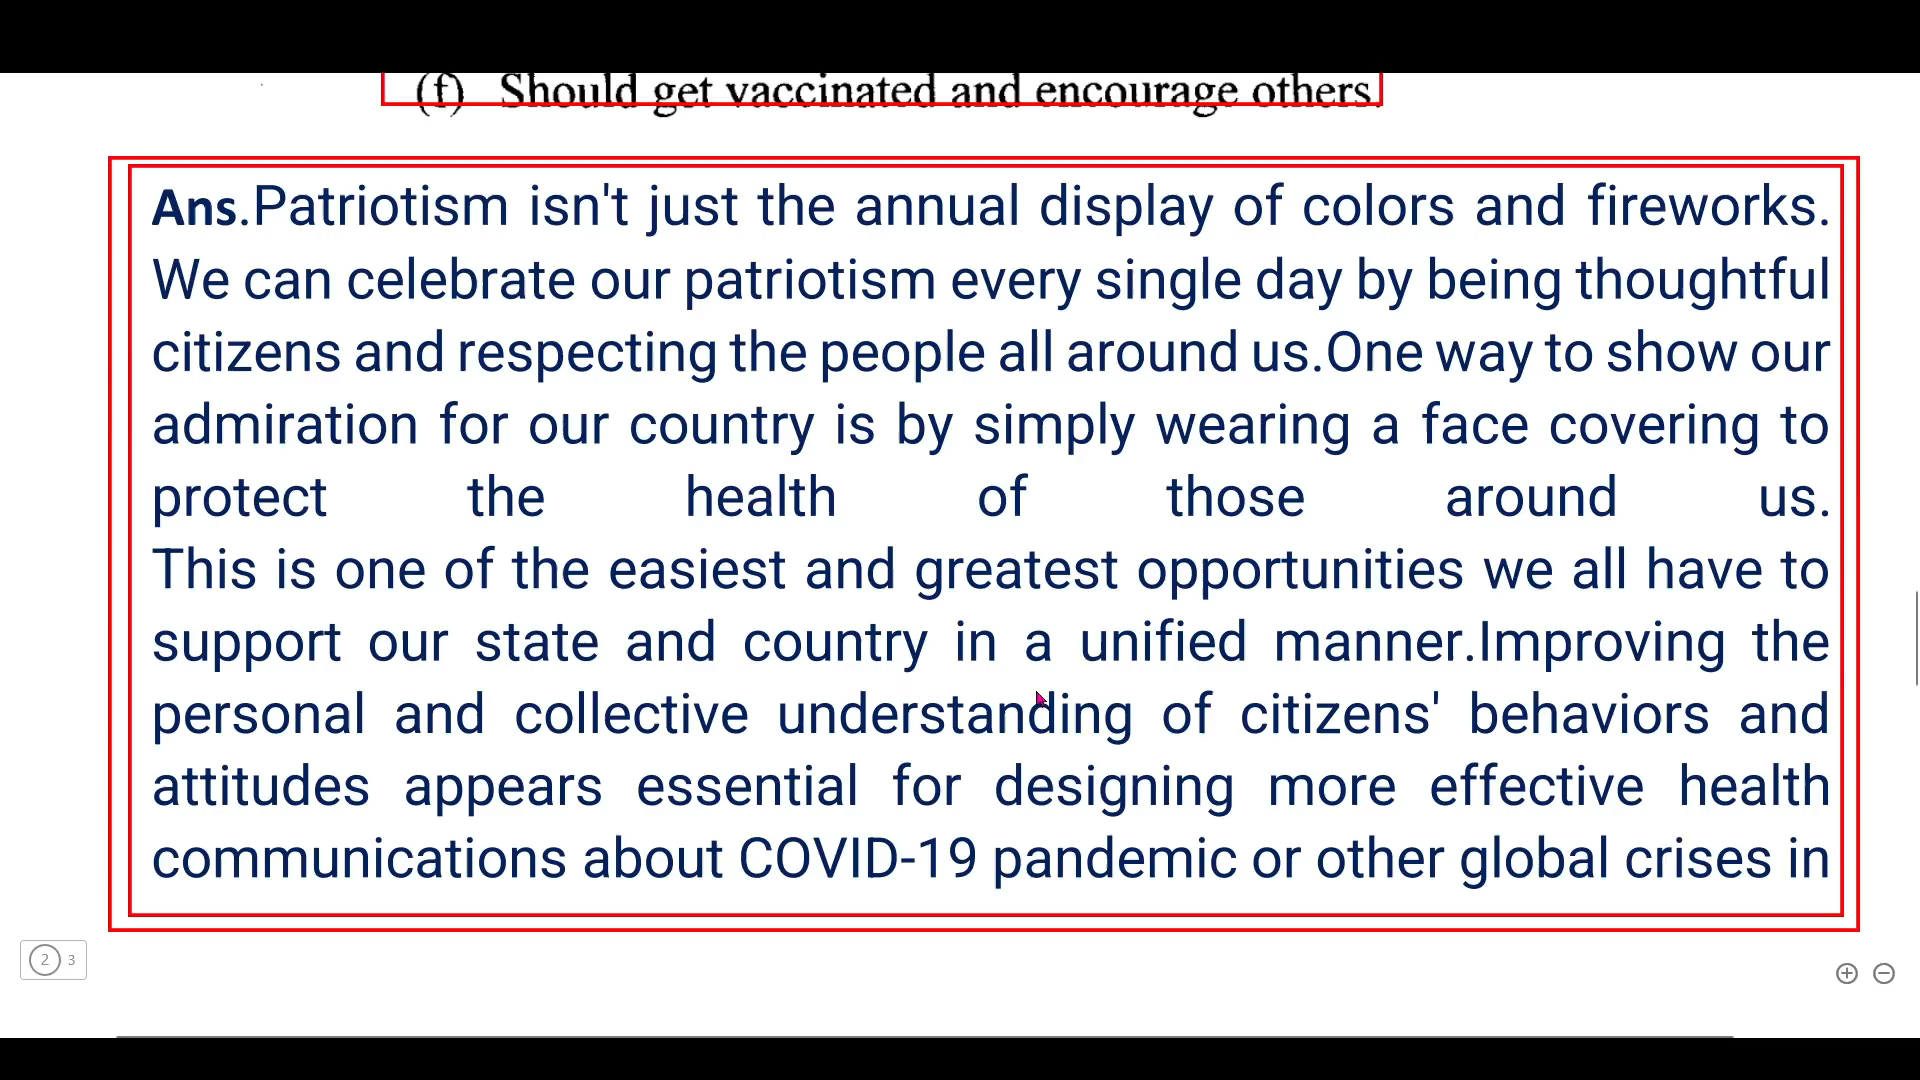 (f) Should get vaccinated and encourage others.
Ans.Patriotism isn't just the annual display of colors and fireworks.
We can celebrate our patriotism every single day by being thoughtful
citizens and respecting the people all around us.One way to show our
admiration for our country is by simply wearing a face covering to
protect the health of those around us.
This is one of the easiest and greatest opportunities we all have to
support our state and country in a unified manner.Improving the
personal and collective understanding of citizens' behaviors and
attitudes appears essential for designing more effective health
communications about COVID-19 pandemic or other global crises in
2 3